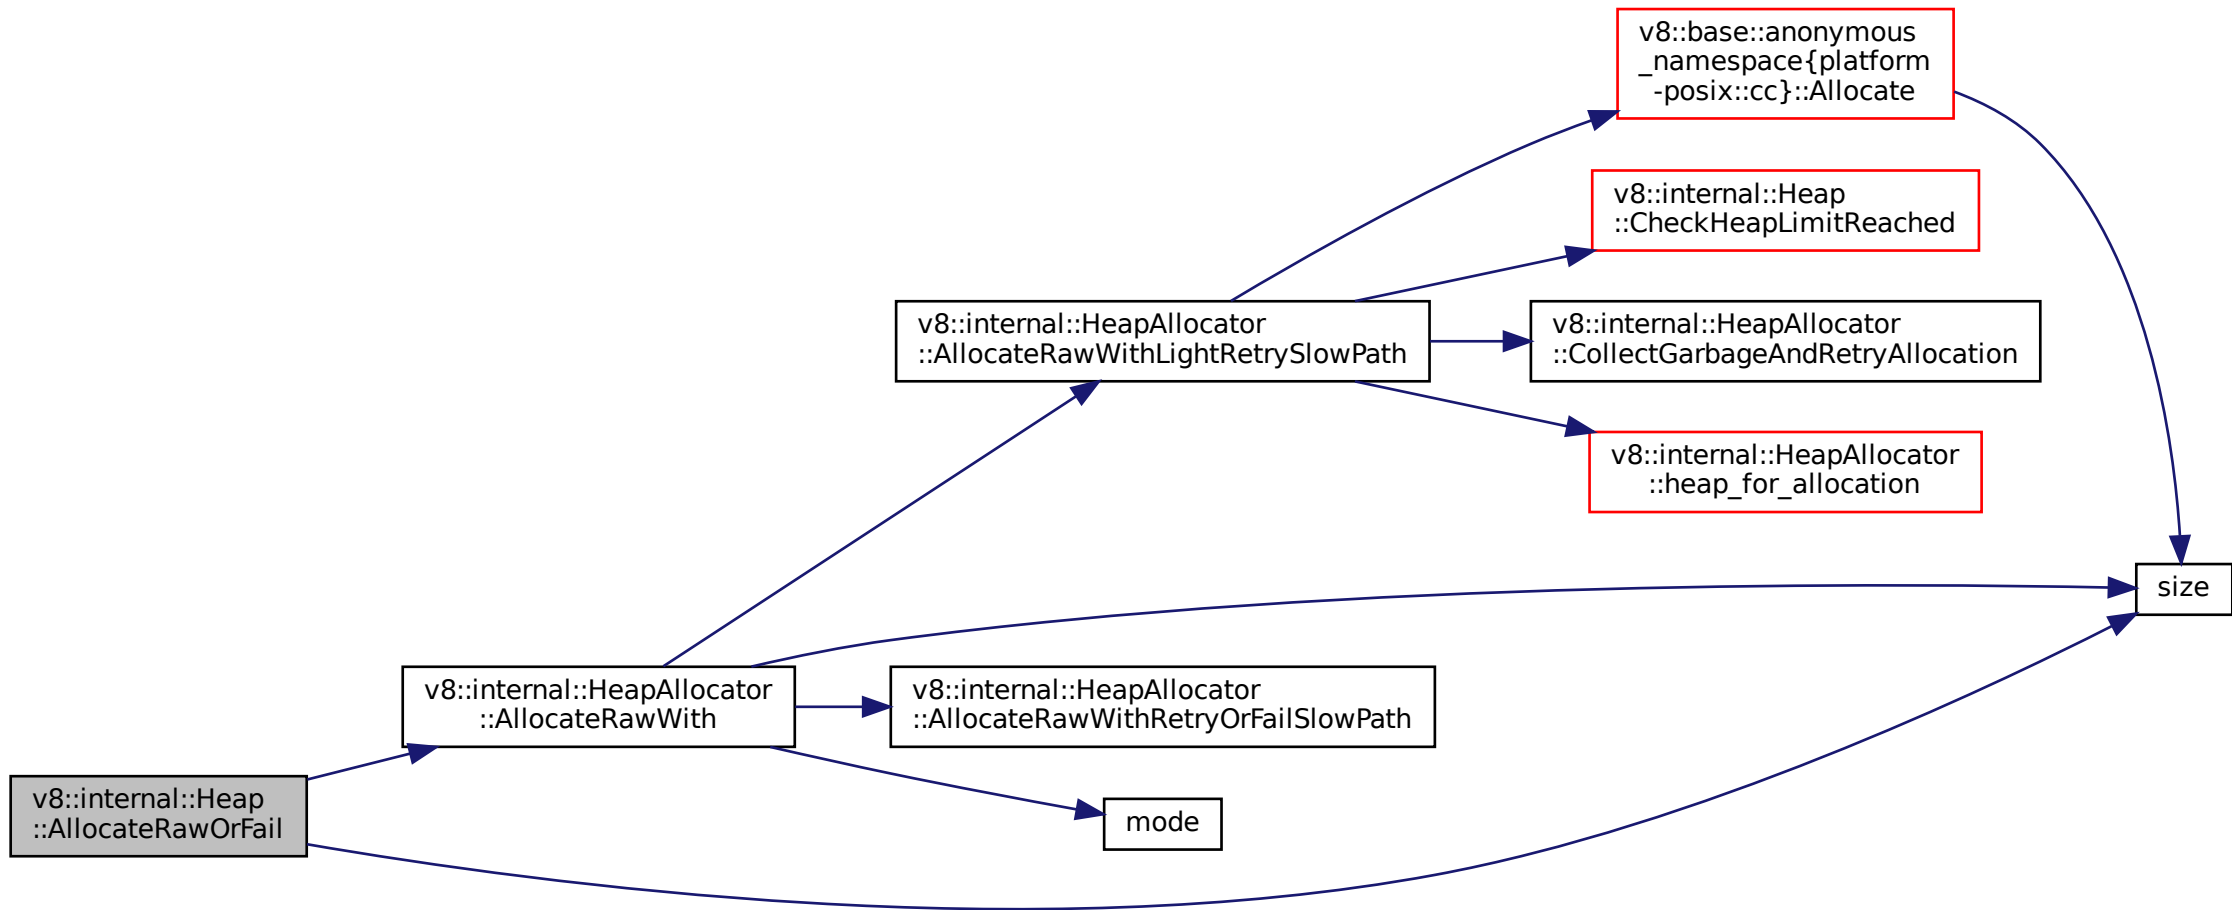 v8::base::anonymous
_namespace{platform
-posix::cc}::Allocate
v8::internal::Heap
::CheckHeapLimitReached
v8::internal::HeapAllocator
::AllocateRawWithLightRetrySlowPath
v8::internal::HeapAllocator
::CollectGarbageAndRetryAllocation
v8::internal::HeapAllocator
::heap_for_allocation
size
v8::internal::HeapAllocator
::AllocateRawWith
v8::internal::HeapAllocator
::AllocateRawWithRetryOrFailSlowPath
v8::internal::Heap
::AllocateRawOrFail
mode